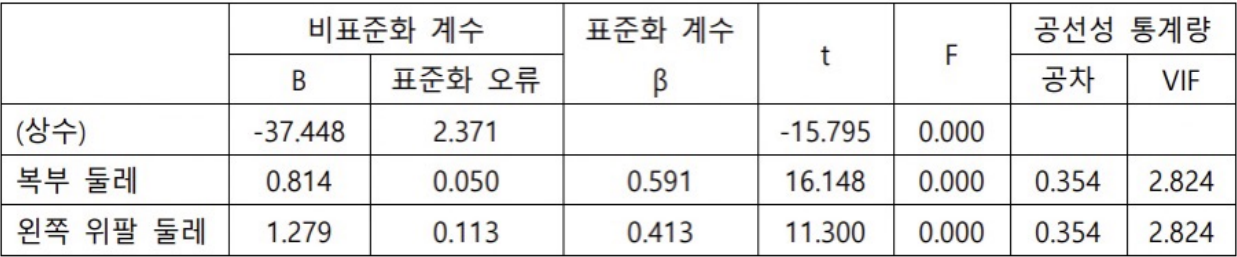 비표준화 계수 표준화 계수 t F 공선성 통계량
B 표준화 오류 β 공차 VIF
(상수) -37.448 2.371 -15.795 0.000
복부 둘레 0.814 0.050 0.591 16.148 0.000 0.354 2.824
왼쪽 위팔 둘레 1.279 0.113 0.413 11.300 0.000 0.354 2.824